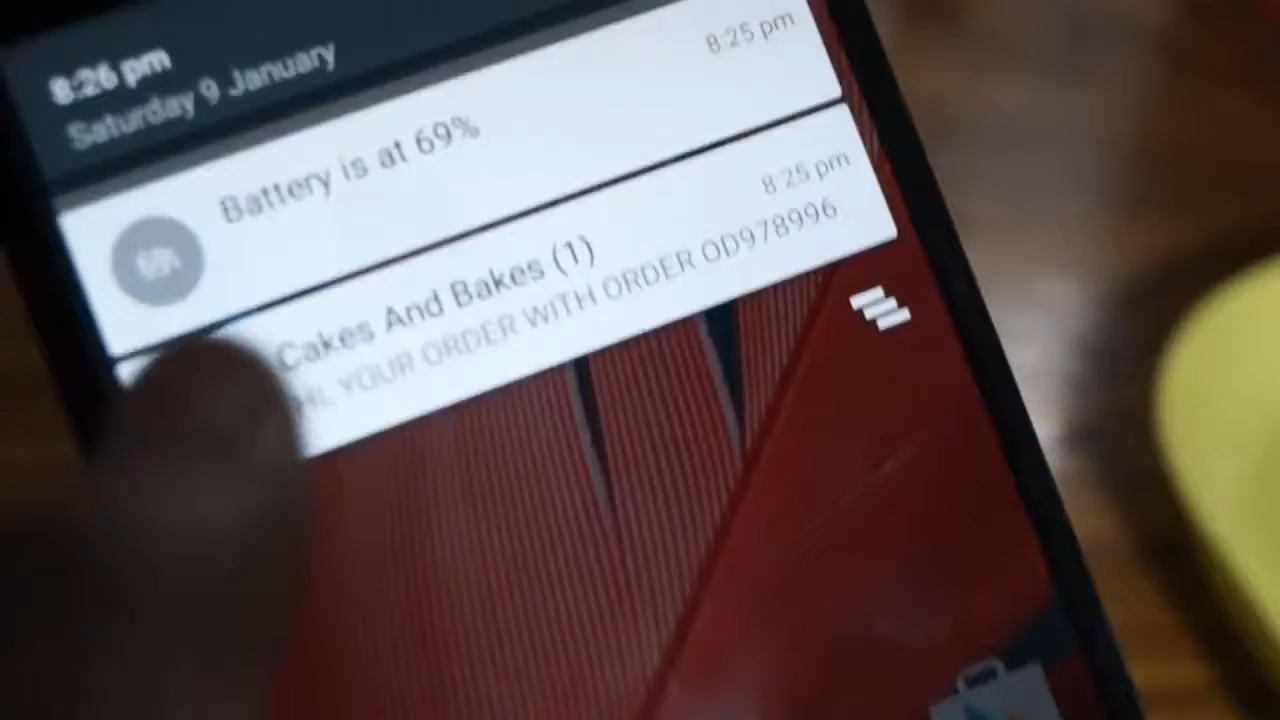 8:26 pm
Saturday 9 January
8:25 pm
Battery is at 69%
69%
8:25 pm
Cakes And Bakes (1)
YOUR ORDER WITH ORDER OD978996